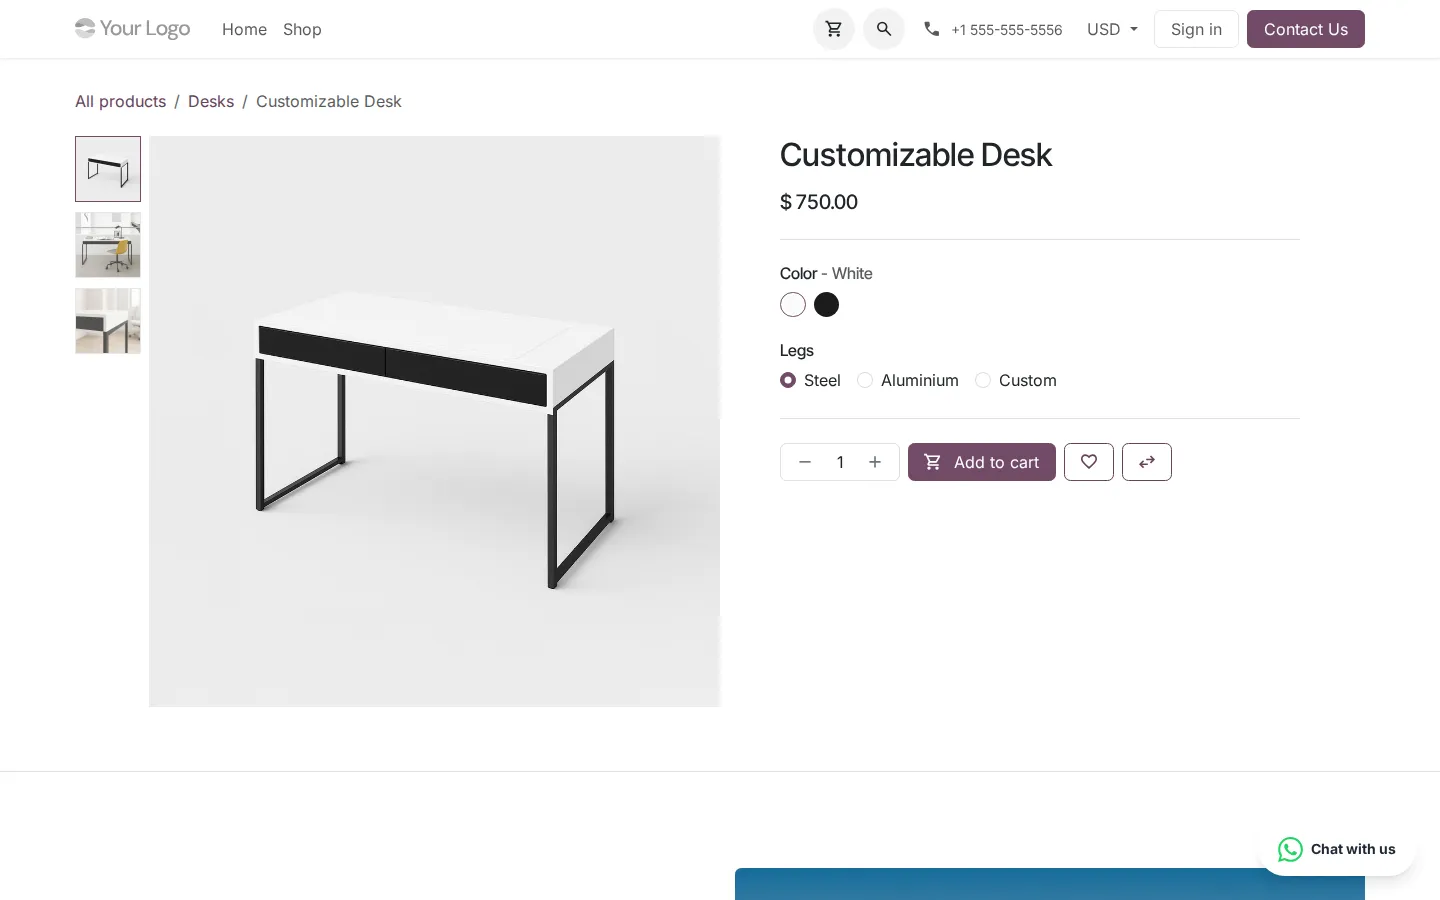 Your Logo
Home
Shop
+1 555-555-5556
USD
Sign in
Contact Us
All products / Desks / Customizable Desk
Customizable Desk
$ 750.00
Color - White
Legs
Steel
Aluminium
Custom
1
Add to cart
Chat with us